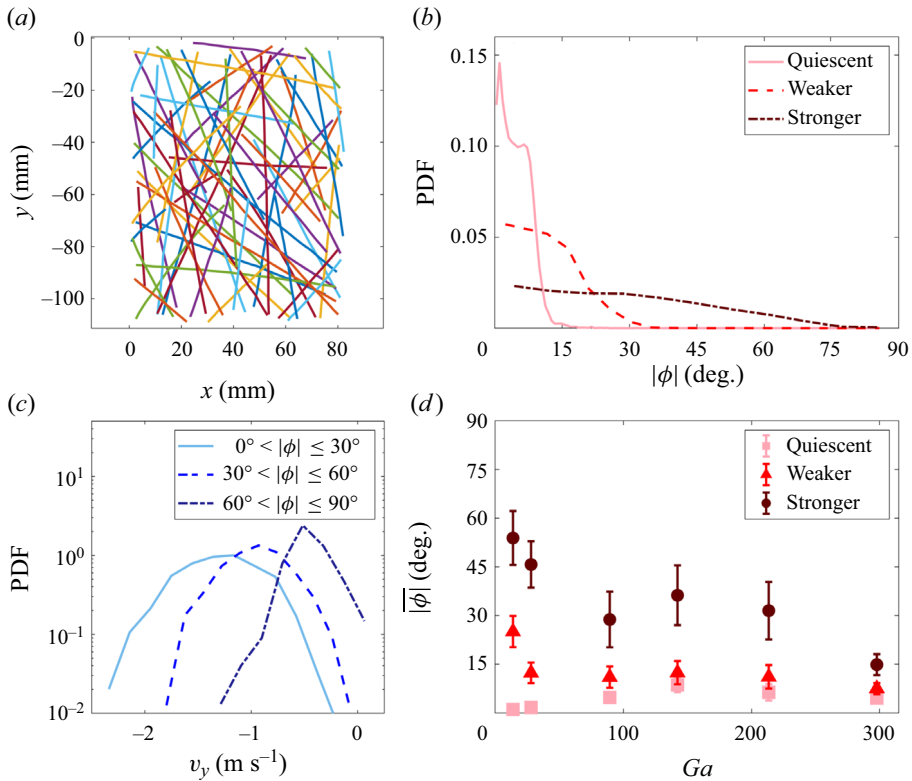 (a)
0
−20
−40
−60
−80
−100
y (mm)
0 20 40 60 80
x (mm)
(b)
0.15
0.10
0.05
PDF
Quiescent
Weaker
Stronger
0 15 30 45 60 75 90
|ϕ| (deg.)
(c)
10¹
10⁰
10⁻¹
10⁻²
PDF
0° < |ϕ| ≤ 30°
30° < |ϕ| ≤ 60°
60° < |ϕ| ≤ 90°
−2 −1 0
v_y (m s⁻¹)
(d)
90
75
60
45
30
15
|ϕ̅| (deg.)
Quiescent
Weaker
Stronger
0 100 200 300
Ga